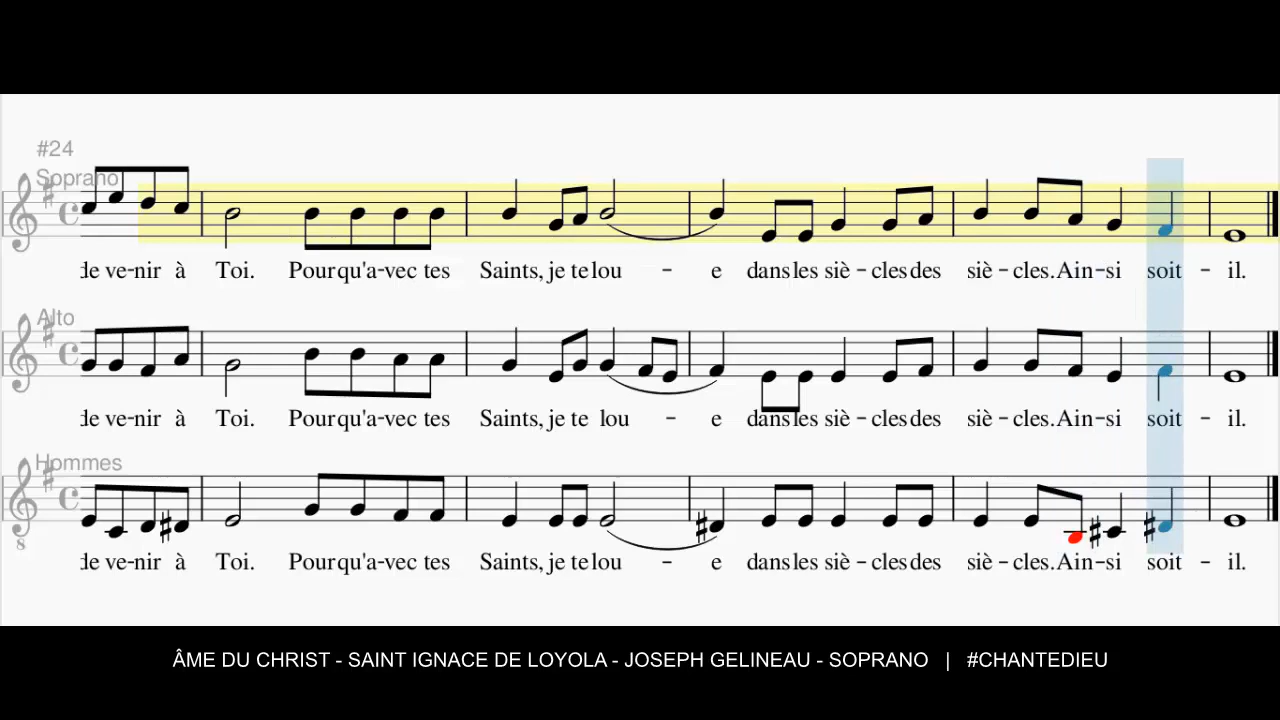 #24
Soprano
de ve-nir à Toi. Pour qu'a-vec tes Saints, je te lou - e dans les siè - cles des siè - cles. Ain-si soit - il.
Alto
de ve-nir à Toi. Pour qu'a-vec tes Saints, je te lou - e dans les siè - cles des siè - cles. Ain-si soit - il.
Hommes
8
de ve-nir à Toi. Pour qu'a-vec tes Saints, je te lou - e dans les siè - cles des siè - cles. Ain-si soit - il.
ÂME DU CHRIST - SAINT IGNACE DE LOYOLA - JOSEPH GELINEAU - SOPRANO | #CHANTEDIEU